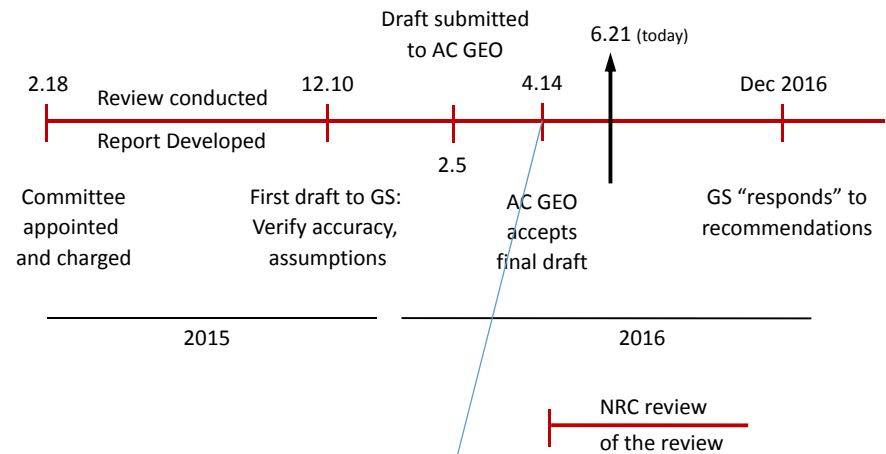 Draft submitted
to AC GEO
6.21 (today)
2.18
Review conducted
12.10
4.14
Dec 2016
Report Developed
2.5
Committee
appointed
and charged
First draft to GS:
Verify accuracy,
assumptions
AC GEO
accepts
final draft
GS “responds” to
recommendations
2015
2016
NRC review
of the review